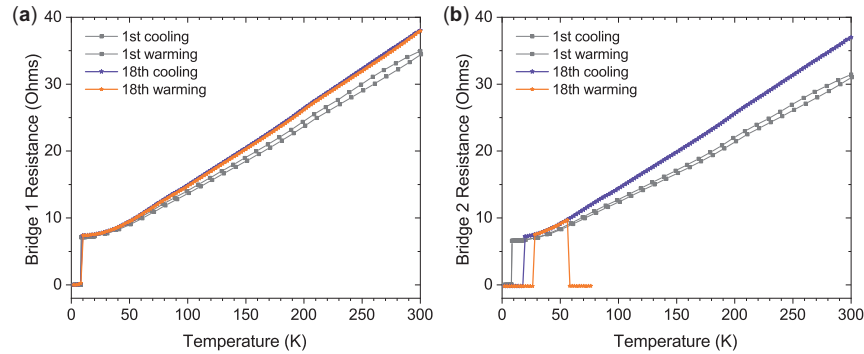 (a)
40
30
20
10
0
Bridge 1 Resistance (Ohms)
1st cooling
1st warming
18th cooling
18th warming
0 50 100 150 200 250 300
Temperature (K)
(b)
40
30
20
10
0
Bridge 2 Resistance (Ohms)
1st cooling
1st warming
18th cooling
18th warming
0 50 100 150 200 250 300
Temperature (K)